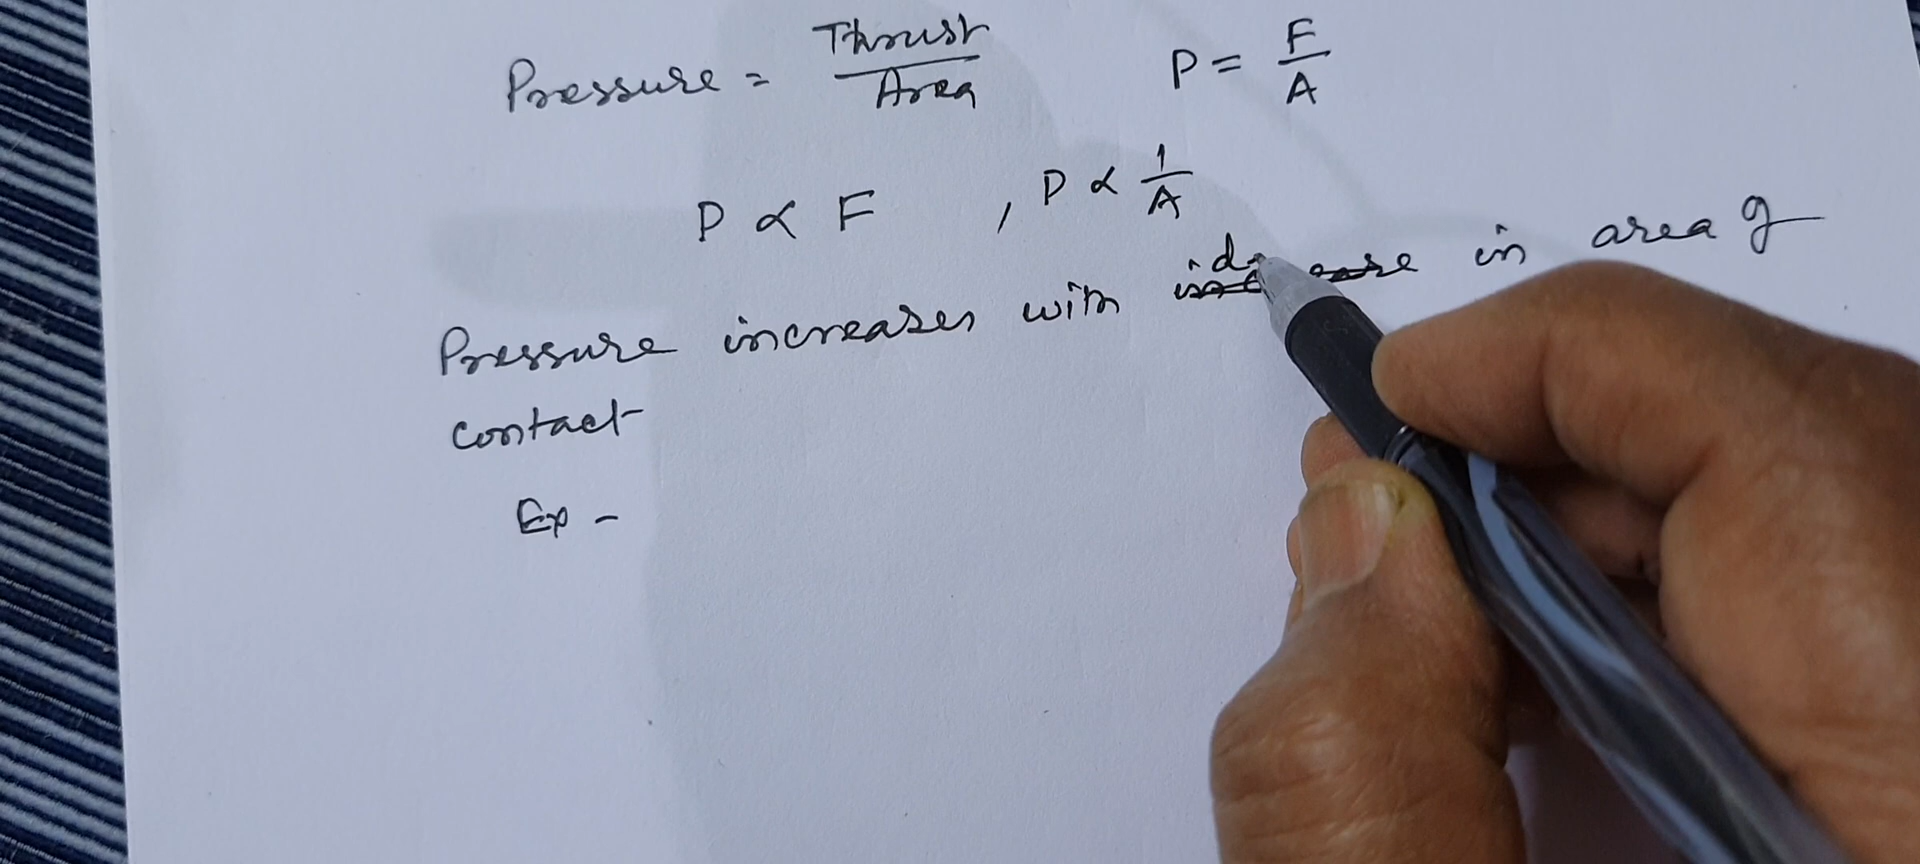 Pressure = Thrust / Area P = F / A
P ∝ F , P ∝ 1 / A
Pressure increases with in area of
contact
Ex -